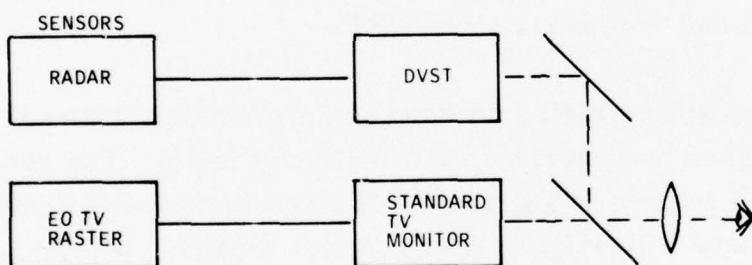 SENSORS
RADAR
DVST
EO TV
RASTER
STANDARD
TV
MONITOR